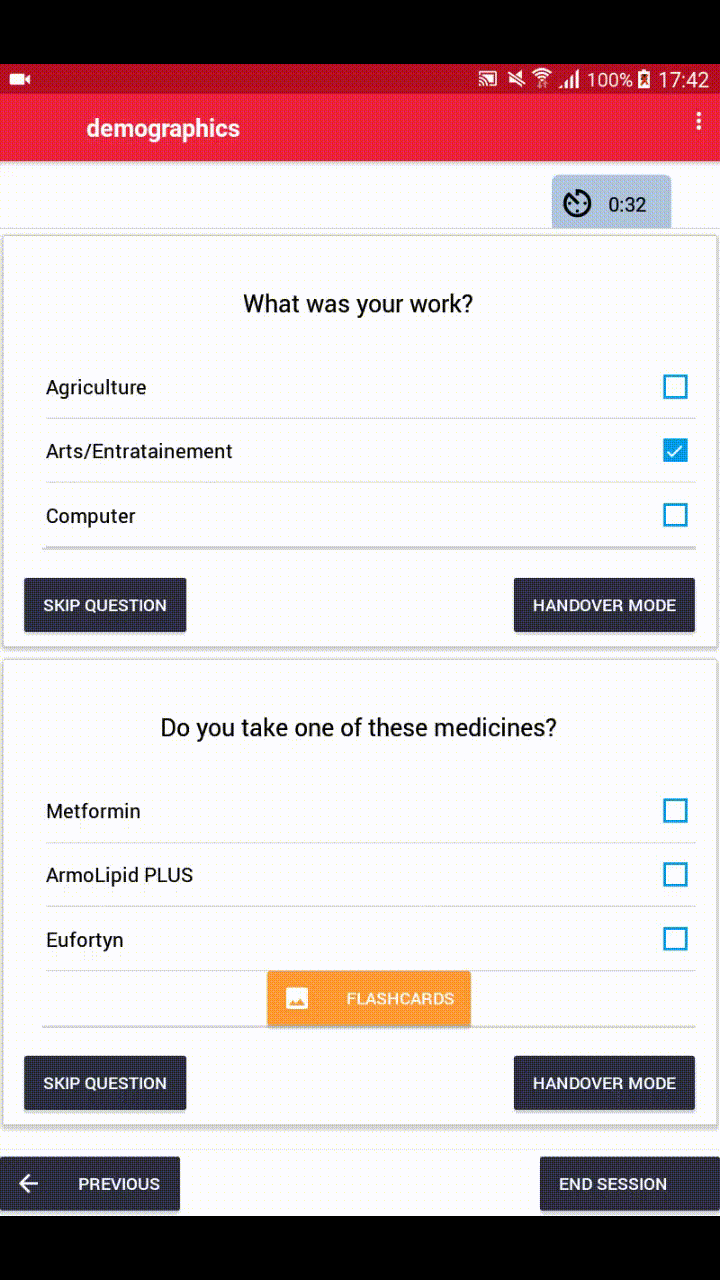 100% 17:42
demographics
0:32
What was your work?
Agriculture
Arts/Entratainement
Computer
SKIP QUESTION HANDOVER MODE
Do you take one of these medicines?
Metformin
ArmoLipid PLUS
Eufortyn
FLASHCARDS
SKIP QUESTION HANDOVER MODE
PREVIOUS END SESSION